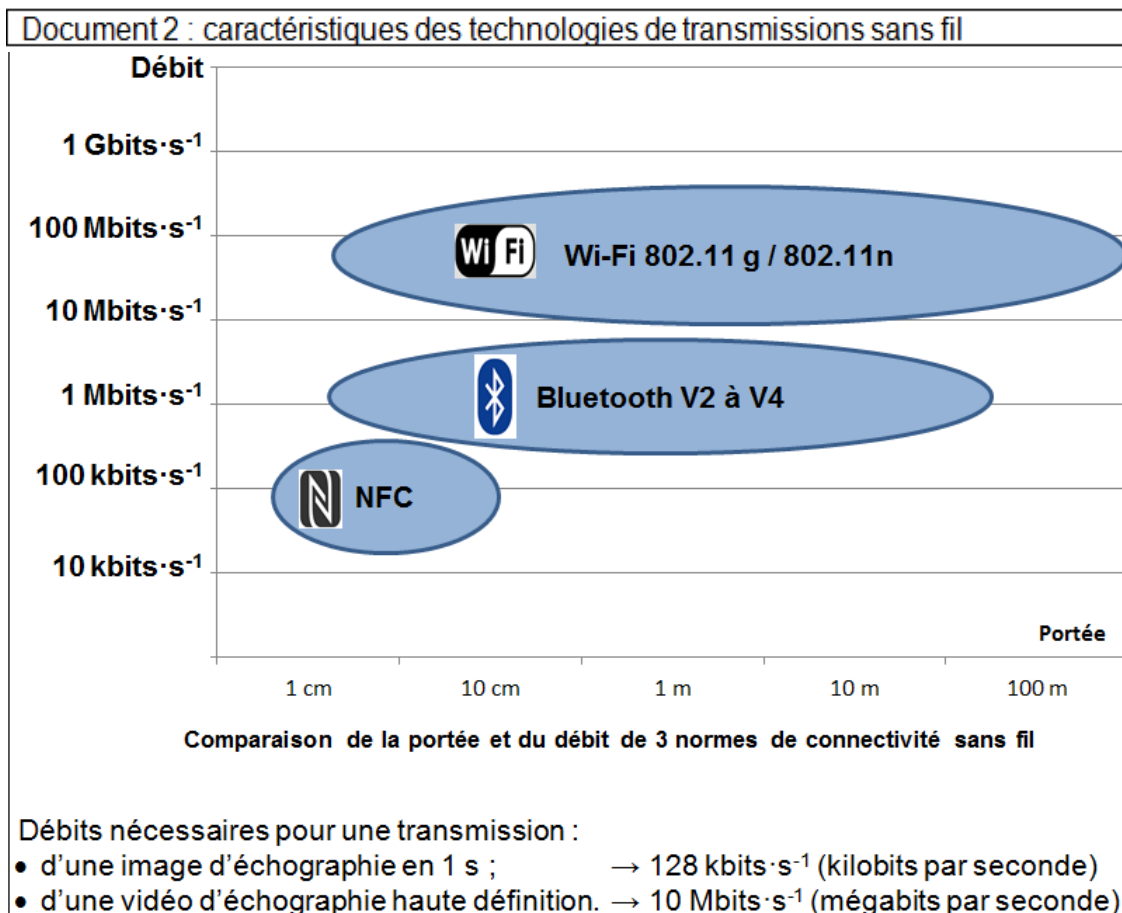 Document 2 : caractéristiques des technologies de transmissions sans fil
Débit
1 Gbits·s⁻¹
100 Mbits·s⁻¹
Wi Fi Wi-Fi 802.11 g / 802.11n
10 Mbits·s⁻¹
1 Mbits·s⁻¹
Bluetooth V2 à V4
100 kbits·s⁻¹
NFC
10 kbits·s⁻¹
Portée
1 cm 10 cm 1 m 10 m 100 m
Comparaison de la portée et du débit de 3 normes de connectivité sans fil
Débits nécessaires pour une transmission :
• d'une image d'échographie en 1 s ; → 128 kbits·s⁻¹ (kilobits par seconde)
• d'une vidéo d'échographie haute définition. → 10 Mbits·s⁻¹ (mégabits par seconde)